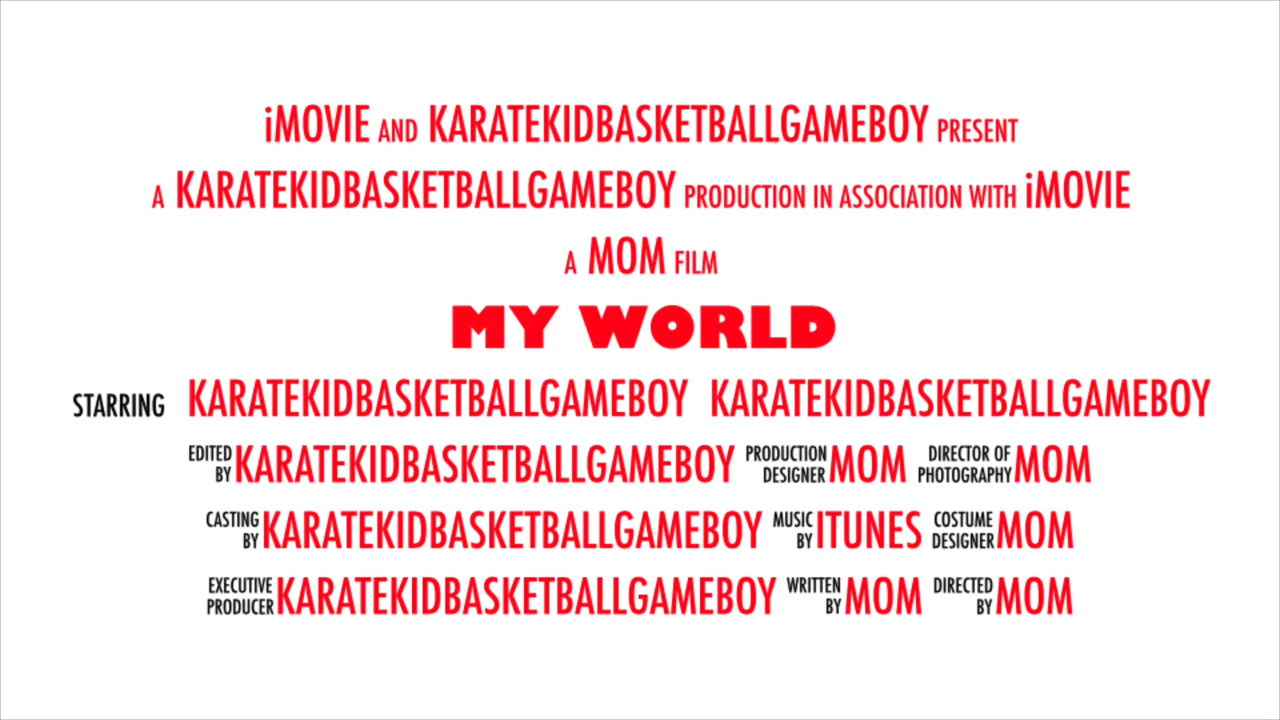 iMOVIE AND KARATEKIDBASKETBALLGAMEBOY PRESENT
A KARATEKIDBASKETBALLGAMEBOY PRODUCTION IN ASSOCIATION WITH iMOVIE
A MOM FILM
MY WORLD
STARRING KARATEKIDBASKETBALLGAMEBOY KARATEKIDBASKETBALLGAMEBOY
EDITED BY KARATEKIDBASKETBALLGAMEBOY PRODUCTION DESIGNER MOM DIRECTOR OF PHOTOGRAPHY MOM
CASTING BY KARATEKIDBASKETBALLGAMEBOY MUSIC BY ITUNES COSTUME DESIGNER MOM
EXECUTIVE PRODUCER KARATEKIDBASKETBALLGAMEBOY WRITTEN BY MOM DIRECTED BY MOM